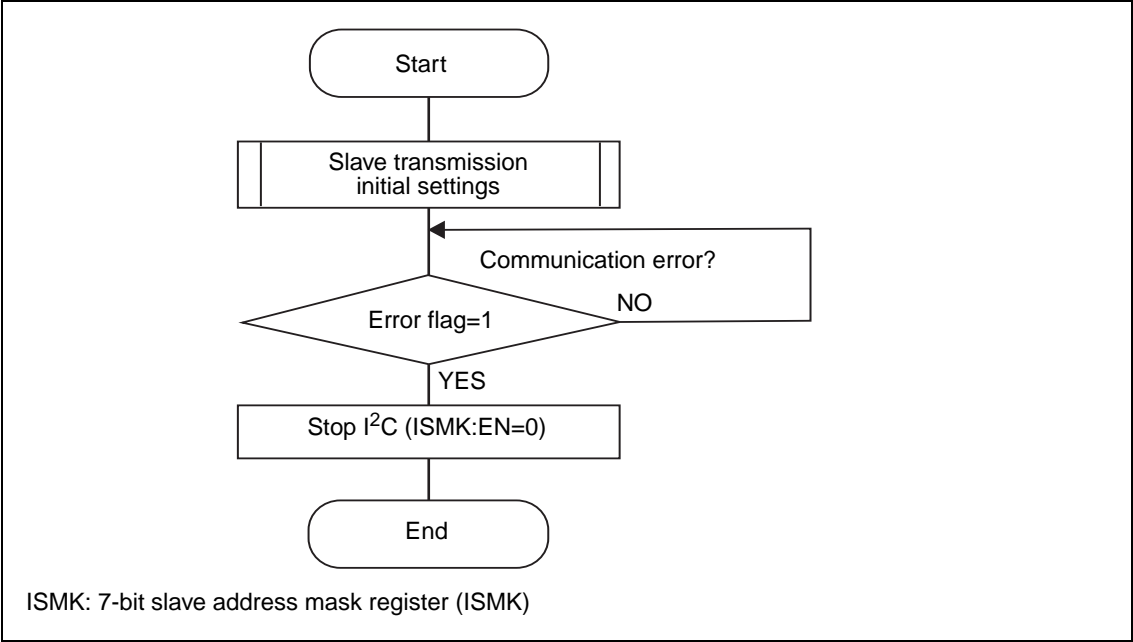 Start
Slave transmission
initial settings
Communication error?
NO
Error flag=1
YES
Stop I²C (ISMK:EN=0)
End
ISMK: 7-bit slave address mask register (ISMK)